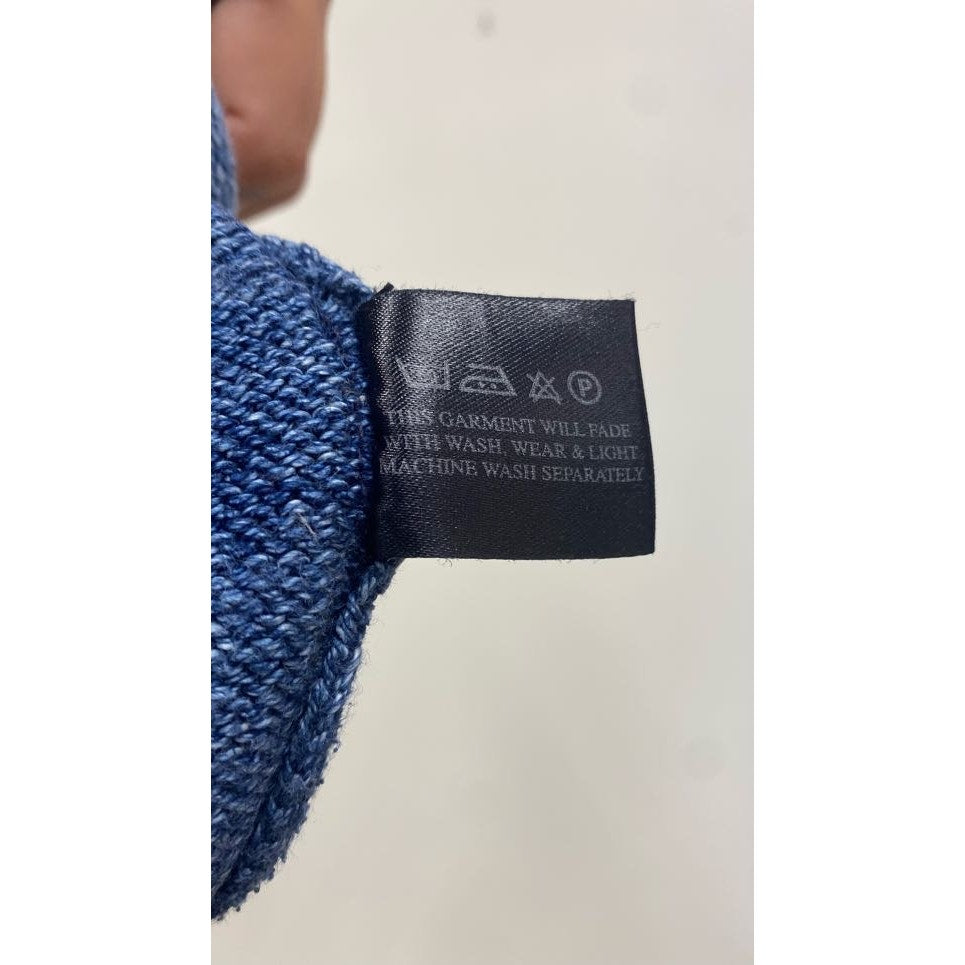 P
THIS GARMENT WILL FADE
WITH WASH, WEAR & LIGHT
MACHINE WASH SEPARATELY